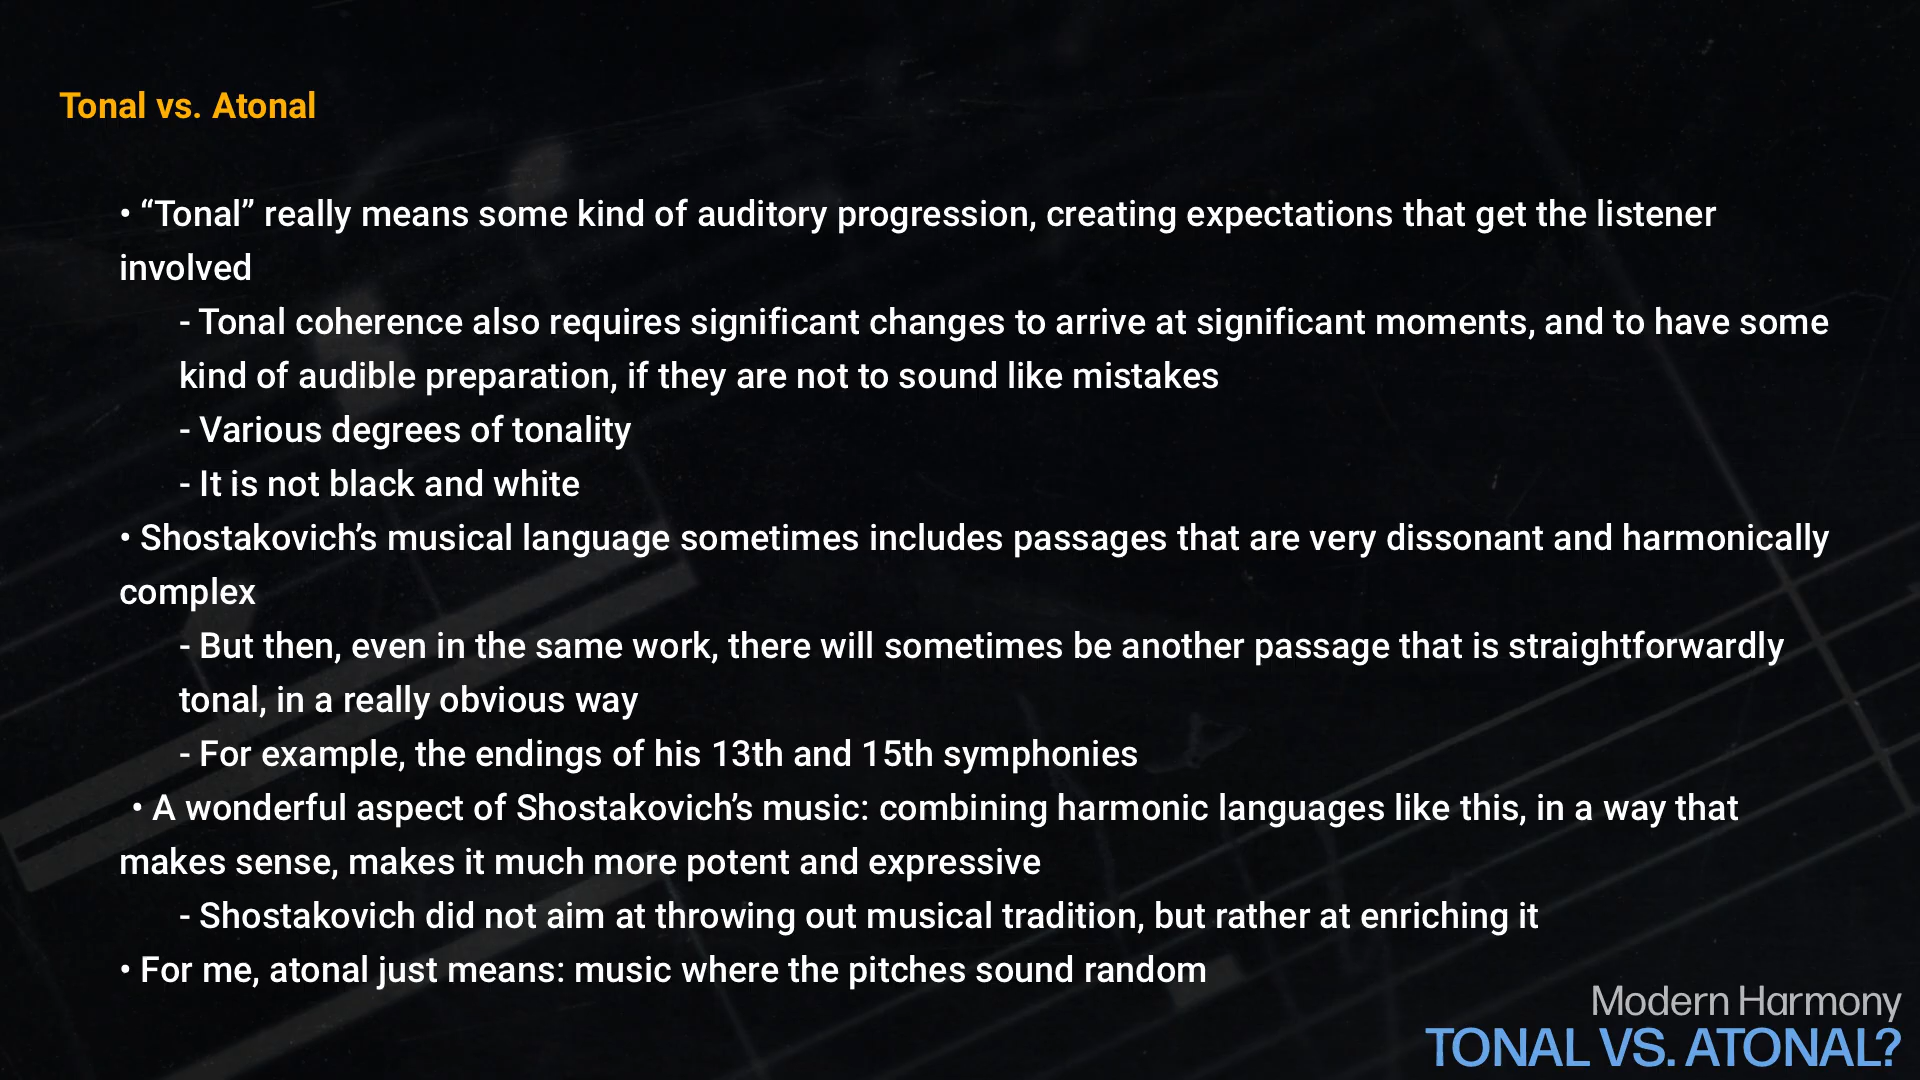 Tonal vs. Atonal
• “Tonal” really means some kind of auditory progression, creating expectations that get the listener
involved
- Tonal coherence also requires significant changes to arrive at significant moments, and to have some
kind of audible preparation, if they are not to sound like mistakes
- Various degrees of tonality
- It is not black and white
• Shostakovich’s musical language sometimes includes passages that are very dissonant and harmonically
complex
- But then, even in the same work, there will sometimes be another passage that is straightforwardly
tonal, in a really obvious way
- For example, the endings of his 13th and 15th symphonies
• A wonderful aspect of Shostakovich’s music: combining harmonic languages like this, in a way that
makes sense, makes it much more potent and expressive
- Shostakovich did not aim at throwing out musical tradition, but rather at enriching it
• For me, atonal just means: music where the pitches sound random
Modern Harmony
TONAL VS. ATONAL?